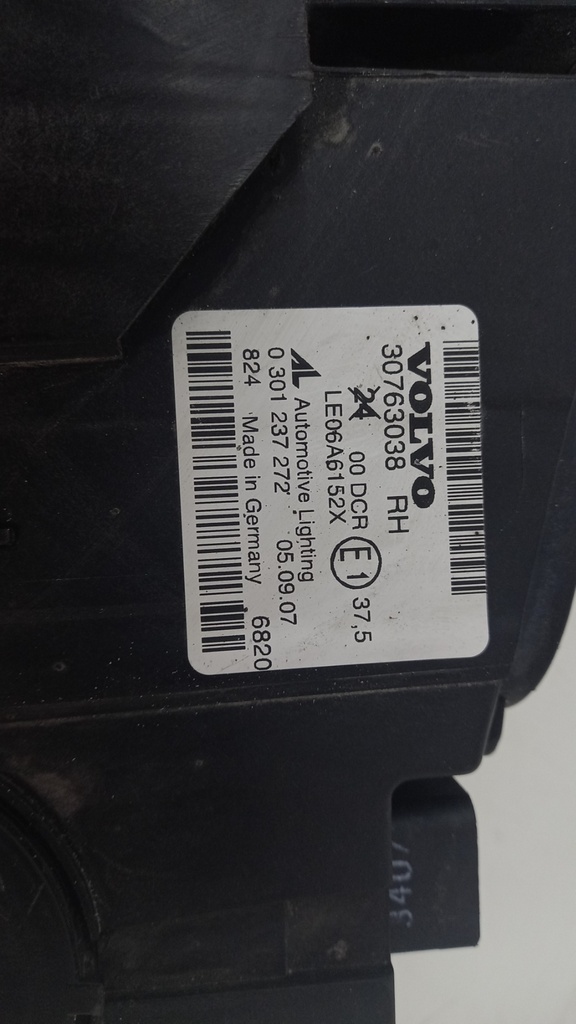 VOLVO
30763038 RH
24 00 DCR E1 37,5
LE06A6152X
AL Automotive Lighting
0 301 237 272 05.09.07
824 Made in Germany 6820
3407